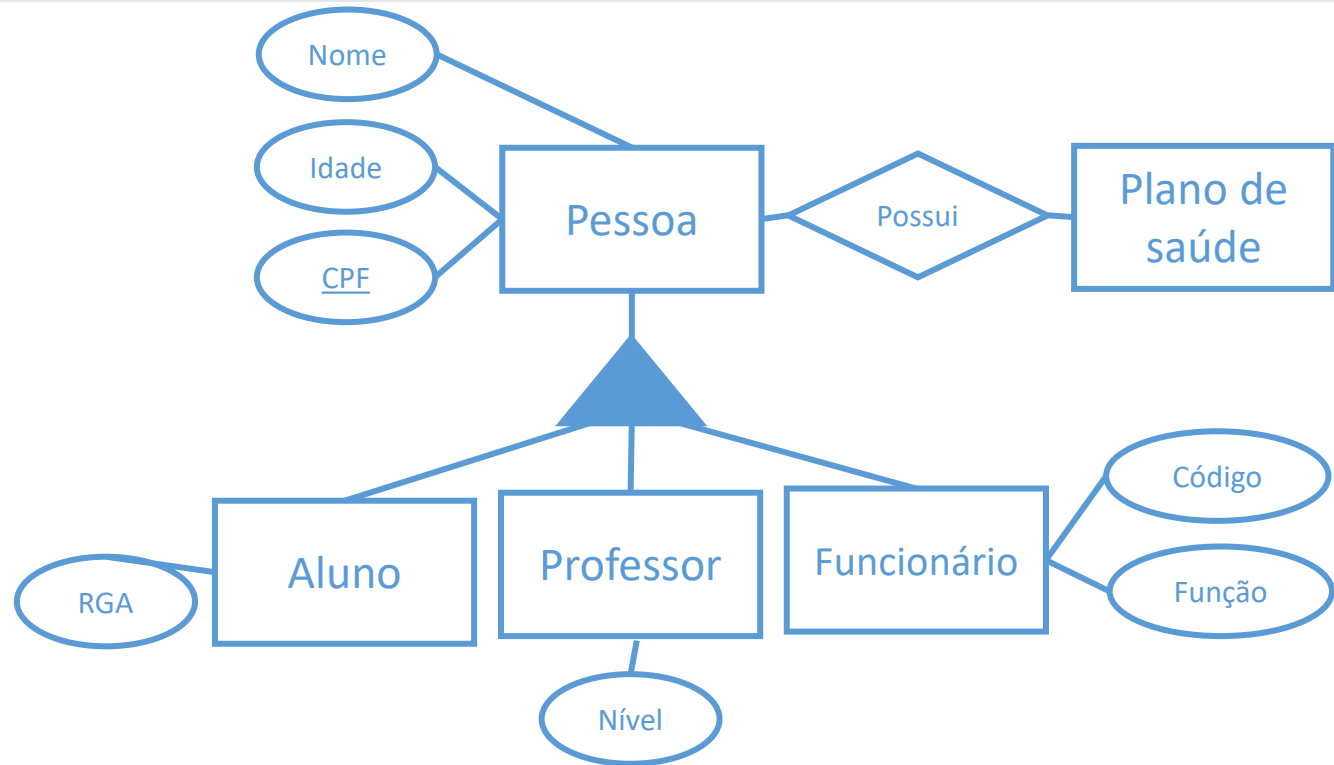 Nome
Idade
CPF
Pessoa
Possui
Plano de
saúde
Aluno
Professor
Funcionário
RGA
Nível
Código
Função